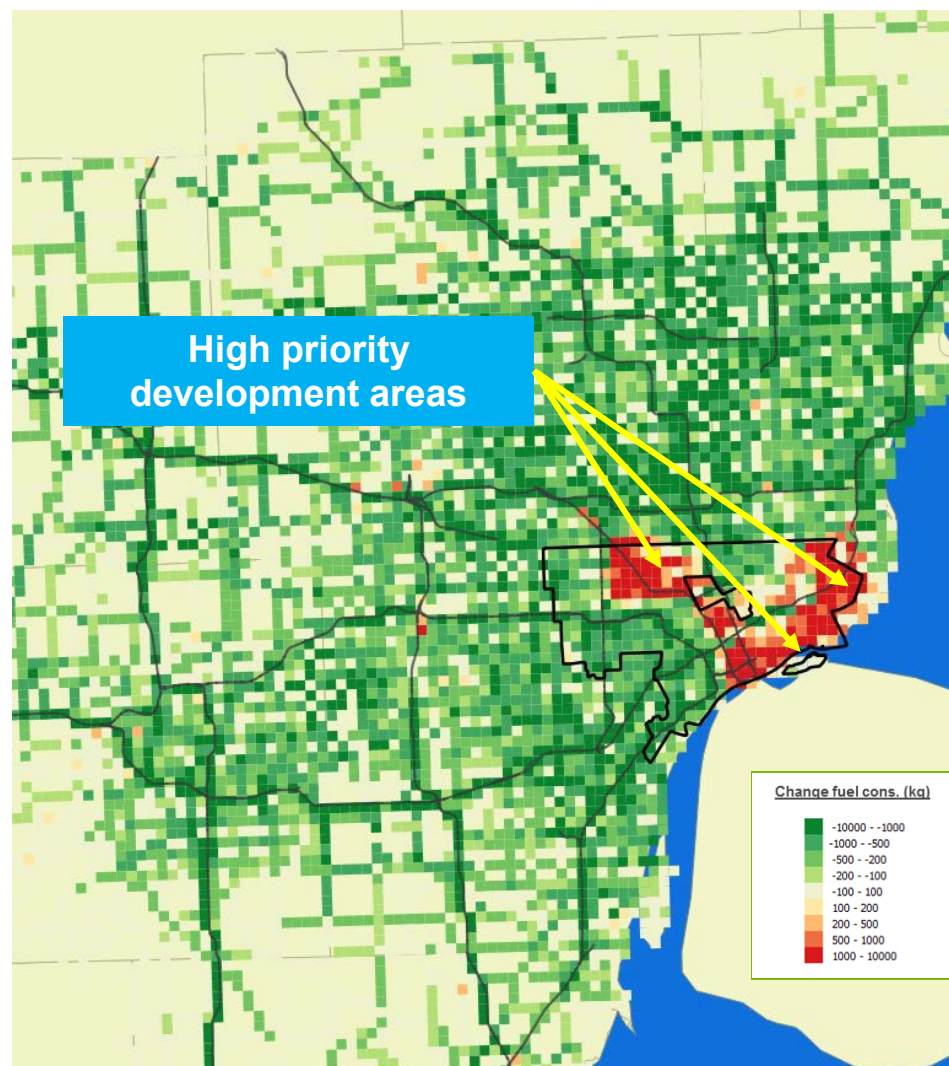 High priority
development areas
Change fuel cons. (kg)
-10000 - -1000
-1000 - -500
-500 - -200
-200 - -100
-100 - 100
100 - 200
200 - 500
500 - 1000
1000 - 10000